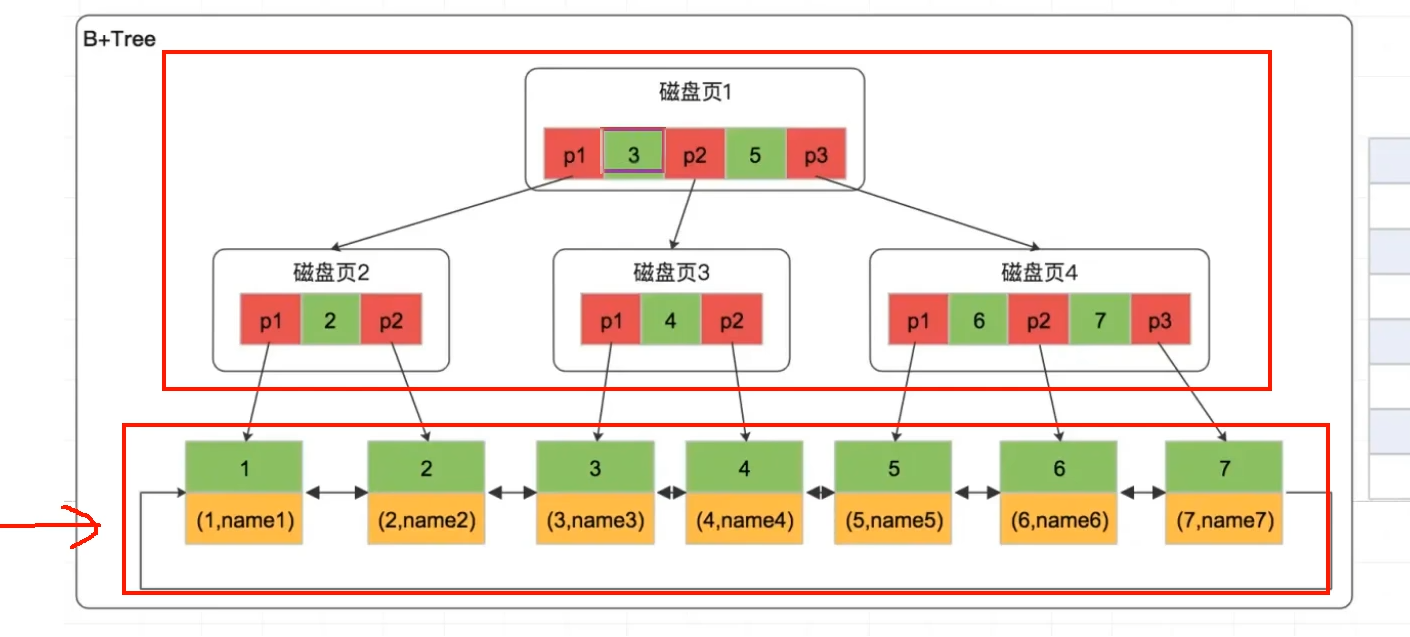 B+Tree
磁盘页1
p1 3 p2 5 p3
磁盘页2 磁盘页3 磁盘页4
p1 2 p2 p1 4 p2 p1 6 p2 7 p3
1 2 3 4 5 6 7
(1,name1) (2,name2) (3,name3) (4,name4) (5,name5) (6,name6) (7,name7)